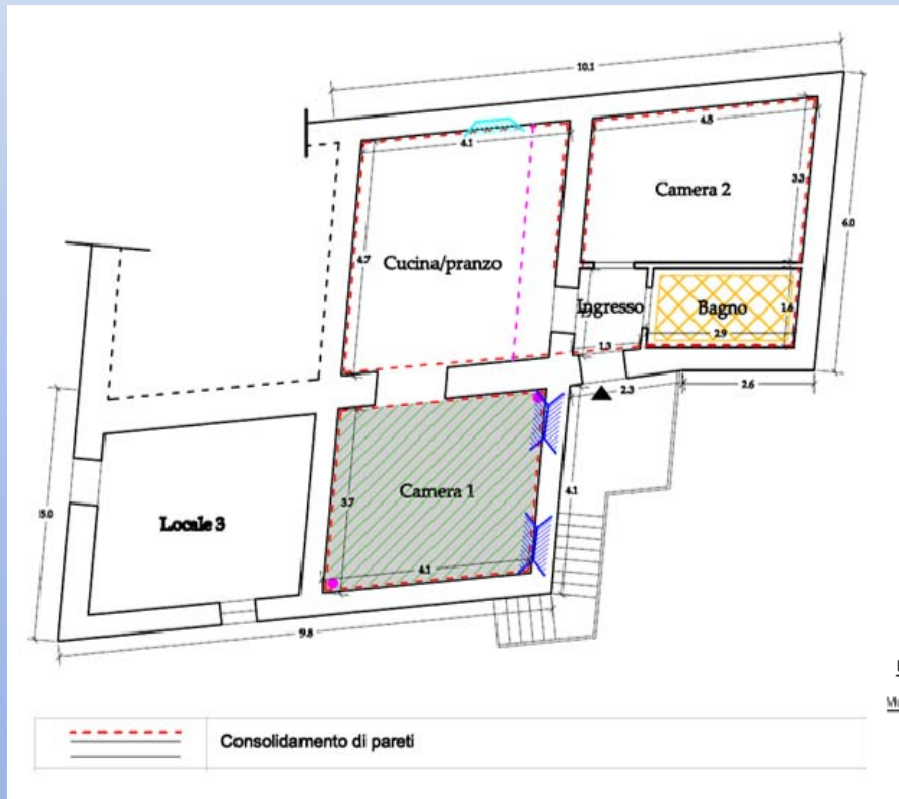 10.1
4.1
4.8
Camera 2
3.3
6.0
Cucina/pranzo
4.7
Ingresso
Bagno
1.6
2.9
1.3
2.3
2.6
Camera 1
3.7
4.1
4.1
Locale 3
5.0
9.8
Consolidamento di pareti